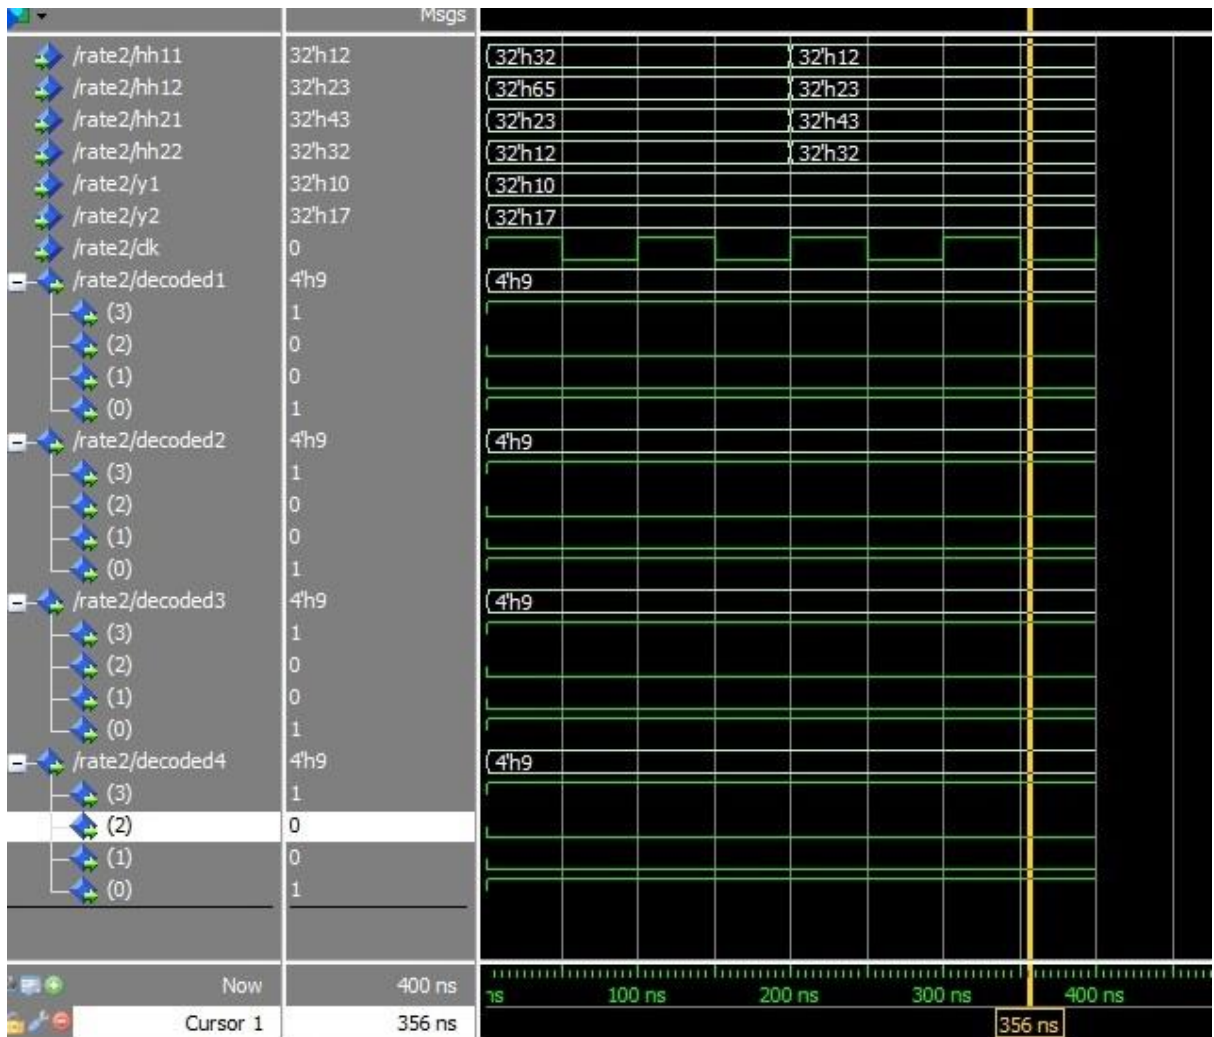 Msgs
/rate2/hh11 32'h12 32'h32 32'h12
/rate2/hh12 32'h23 32'h65 32'h23
/rate2/hh21 32'h43 32'h23 32'h43
/rate2/hh22 32'h32 32'h12 32'h32
/rate2/y1 32'h10 32'h10
/rate2/y2 32'h17 32'h17
/rate2/clk 0
/rate2/decoded1 4'h9 4'h9
(3) 1
(2) 0
(1) 0
(0) 1
/rate2/decoded2 4'h9 4'h9
(3) 1
(2) 0
(1) 0
(0) 1
/rate2/decoded3 4'h9 4'h9
(3) 1
(2) 0
(1) 0
(0) 1
/rate2/decoded4 4'h9 4'h9
(3) 1
(2) 0
(1) 0
(0) 1
Now 400 ns ns 100 ns 200 ns 300 ns 400 ns
Cursor 1 356 ns 356 ns